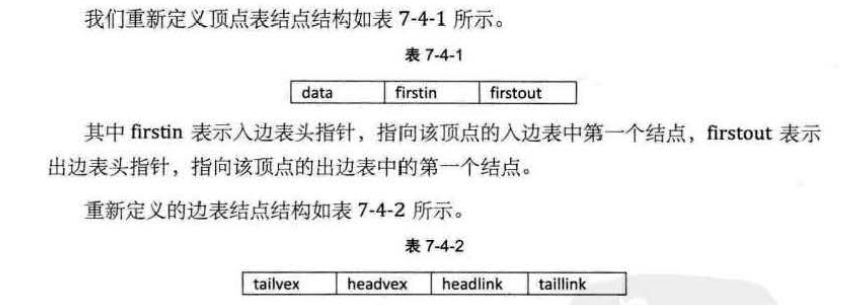 我们重新定义顶点表结点结构如表 7-4-1 所示。
表 7-4-1
data firstin firstout
其中 firstin 表示入边表头指针，指向该顶点的入边表中第一个结点，firstout 表示
出边表头指针，指向该顶点的出边表中的第一个结点。
重新定义的边表结点结构如表 7-4-2 所示。
表 7-4-2
tailvex headvex headlink taillink